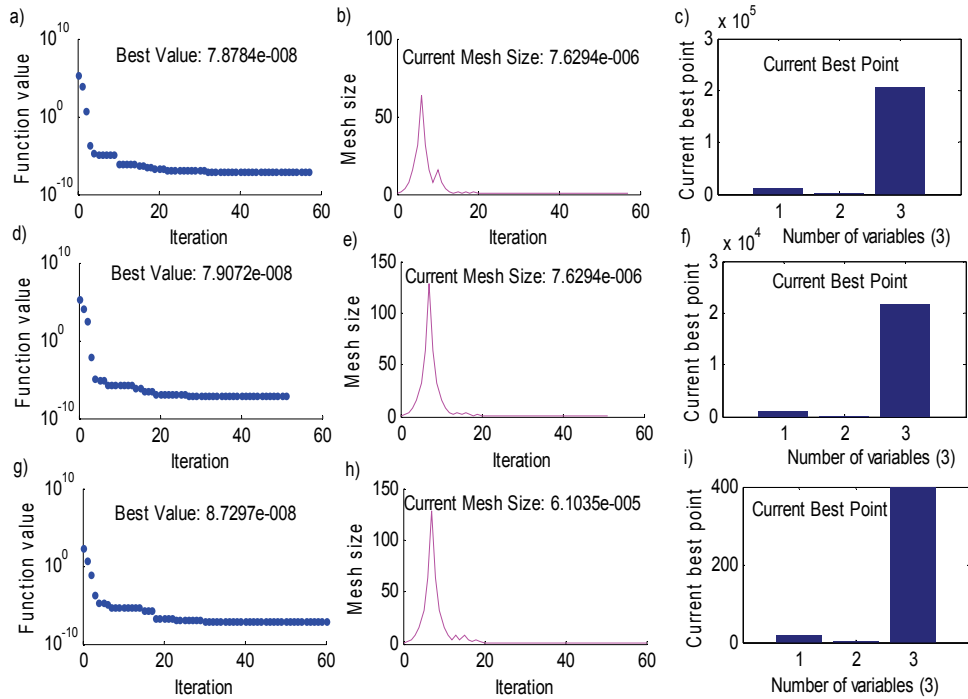 a)
10^10
10^0
10^-10
Function value
Best Value: 7.8784e-008
0 20 40 60
Iteration
b)
100
50
0
Mesh size
Current Mesh Size: 7.6294e-006
0 20 40 60
Iteration
c)
x 10^5
3
2
1
0
Current best point
Current Best Point
1 2 3
Number of variables (3)
d)
10^10
10^0
10^-10
Function value
Best Value: 7.9072e-008
0 20 40 60
Iteration
e)
150
100
50
0
Mesh size
Current Mesh Size: 7.6294e-006
0 20 40 60
Iteration
f)
x 10^4
3
2
1
0
Current best point
Current Best Point
1 2 3
Number of variables (3)
g)
10^10
10^0
10^-10
Function value
Best Value: 8.7297e-008
0 20 40 60
Iteration
h)
150
100
50
0
Mesh size
Current Mesh Size: 6.1035e-005
0 20 40 60
Iteration
i)
400
200
0
Current best point
Current Best Point
1 2 3
Number of variables (3)